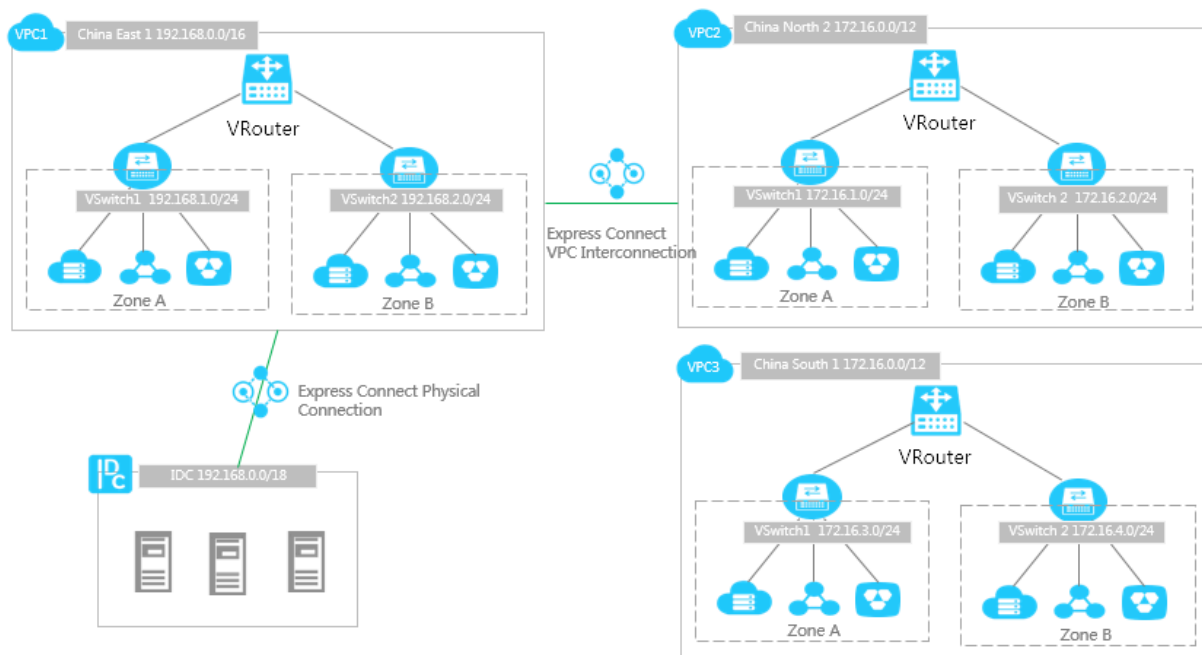 VPC1
China East 1 192.168.0.0/16
VRouter
VSwitch1 192.168.1.0/24
VSwitch2 192.168.2.0/24
Zone A
Zone B
Express Connect
VPC Interconnection
VPC2
China North 2 172.16.0.0/12
VRouter
VSwitch1 172.16.1.0/24
VSwitch 2 172.16.2.0/24
Zone A
Zone B
Express Connect Physical
Connection
IDC
IDC 192.168.0.0/18
VPC3
China South 1 172.16.0.0/12
VRouter
VSwitch1 172.16.3.0/24
VSwitch 2 172.16.4.0/24
Zone A
Zone B